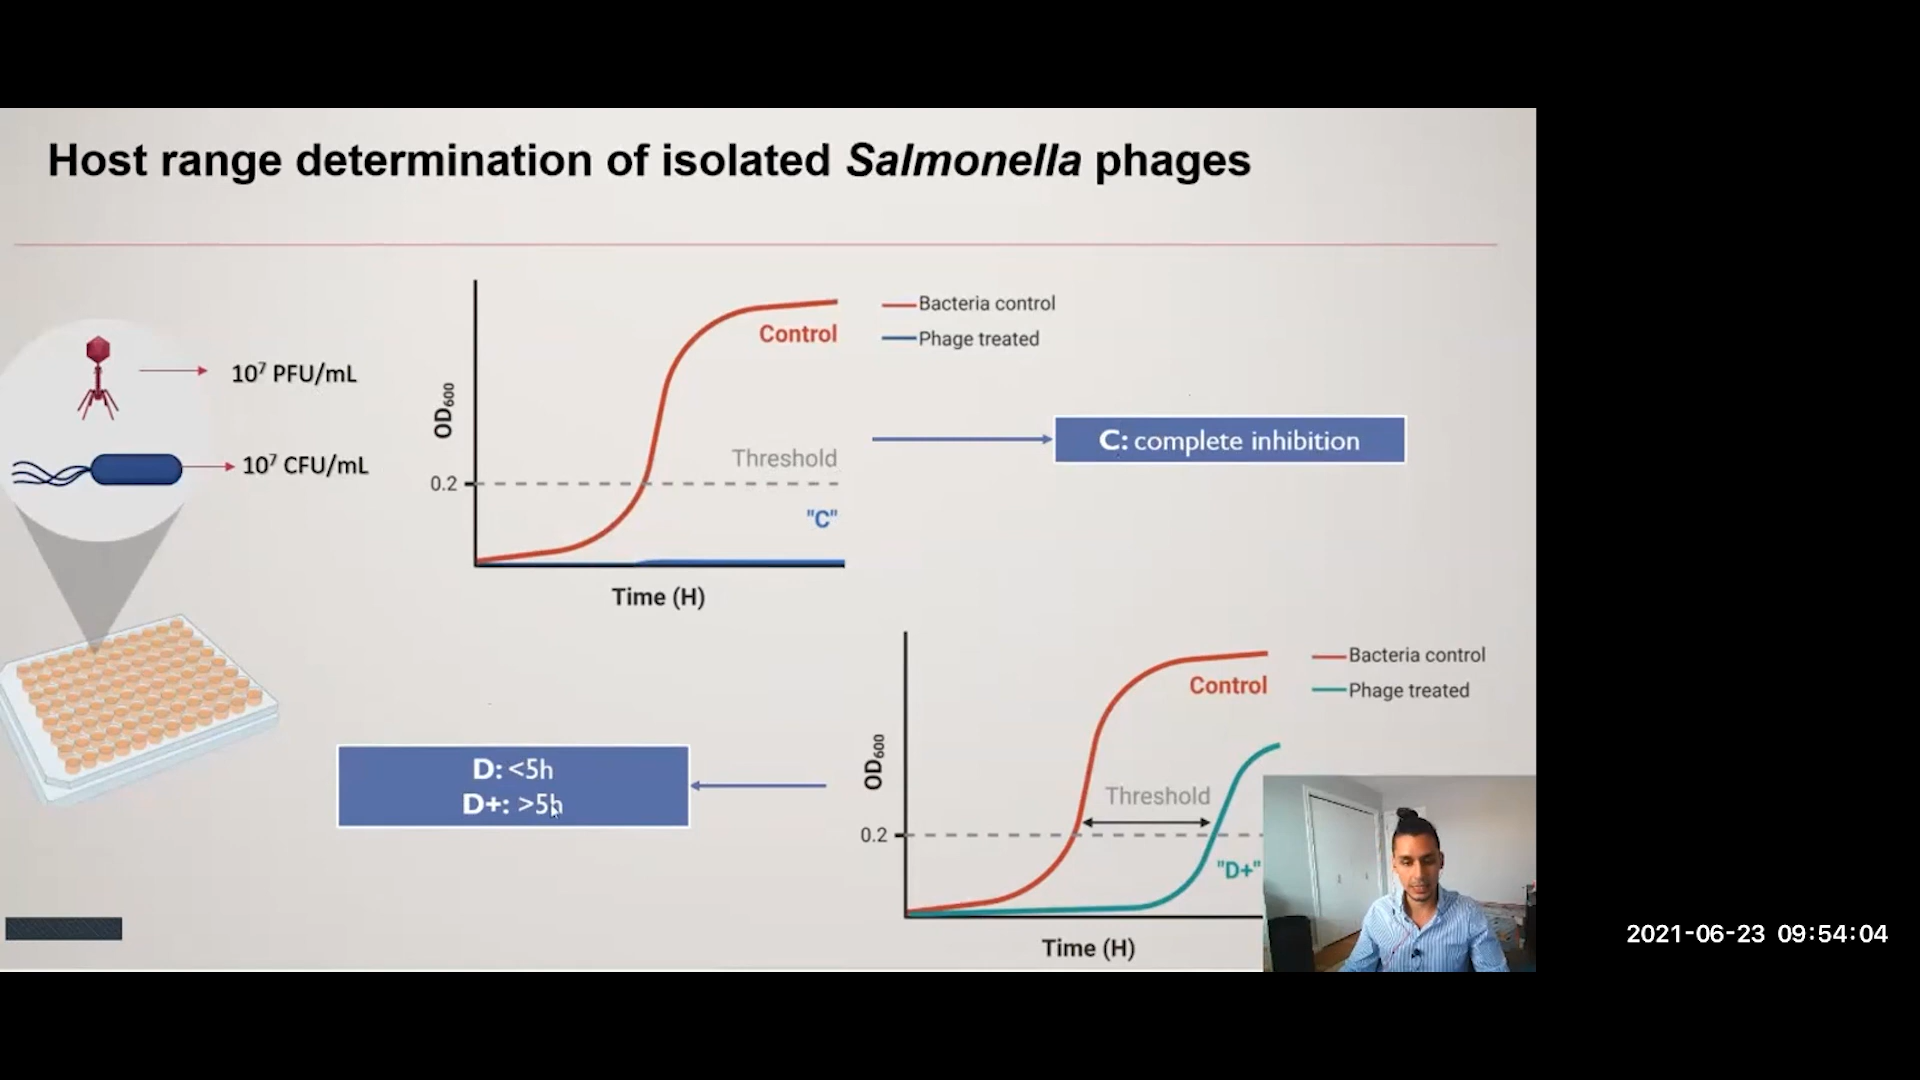 Host range determination of isolated Salmonella phages
10⁷ PFU/mL
10⁷ CFU/mL
OD₆₀₀
Control
Bacteria control
Phage treated
Threshold
0.2
"C"
Time (H)
C: complete inhibition
D: <5h
D+: >5h
OD₆₀₀
Control
Bacteria control
Phage treated
Threshold
0.2
"D+"
Time (H)
2021-06-23 09:54:04